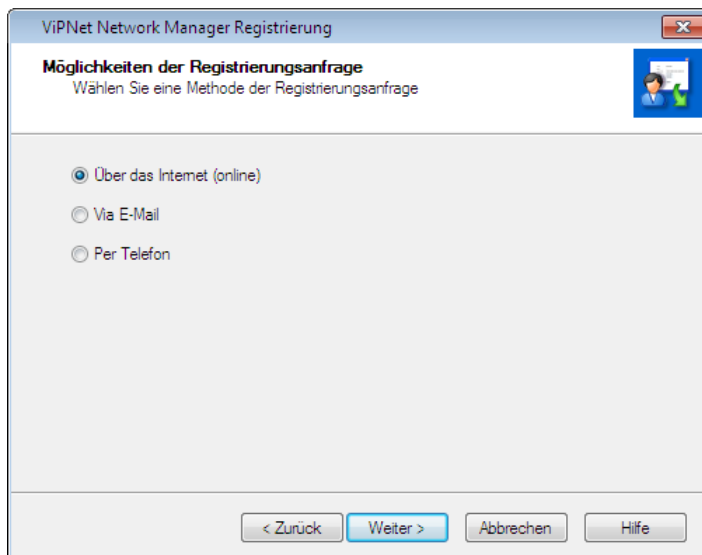 ViPNet Network Manager Registrierung
Möglichkeiten der Registrierungsanfrage
Wählen Sie eine Methode der Registrierungsanfrage
Über das Internet (online)
Via E-Mail
Per Telefon
< Zurück
Weiter >
Abbrechen
Hilfe